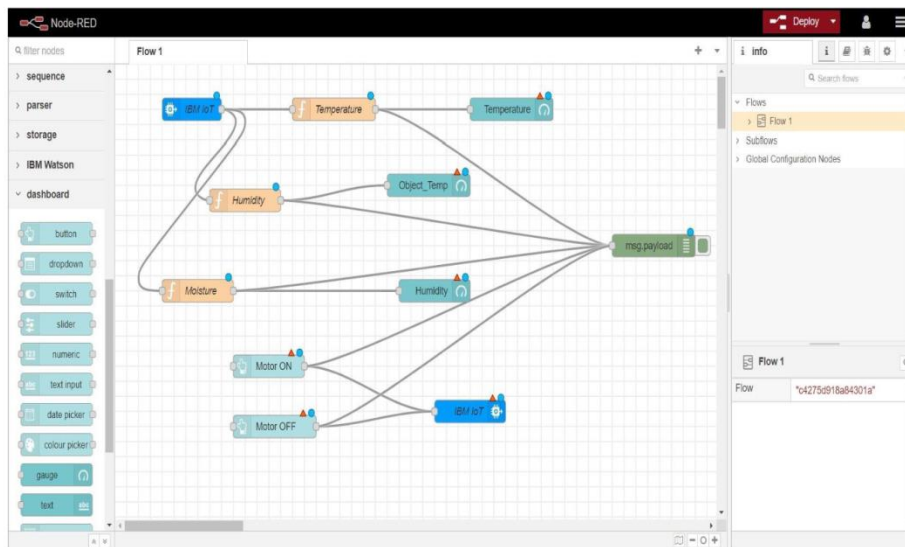 Node-RED
Deploy
filter nodes
sequence
parser
storage
IBM Watson
dashboard
button
dropdown
switch
slider
numeric
abc
text input
date picker
colour picker
gauge
text
abc
Flow 1
IBM IoT
f
Temperature
Temperature
Object_Temp
f
Humidity
msg.payload
f
Moisture
Humidity
Motor ON
IBM IoT
Motor OFF
i info
i
Search flows
Flows
Flow 1
Subflows
Global Configuration Nodes
Flow 1
Flow
"c4275d918a84301a"